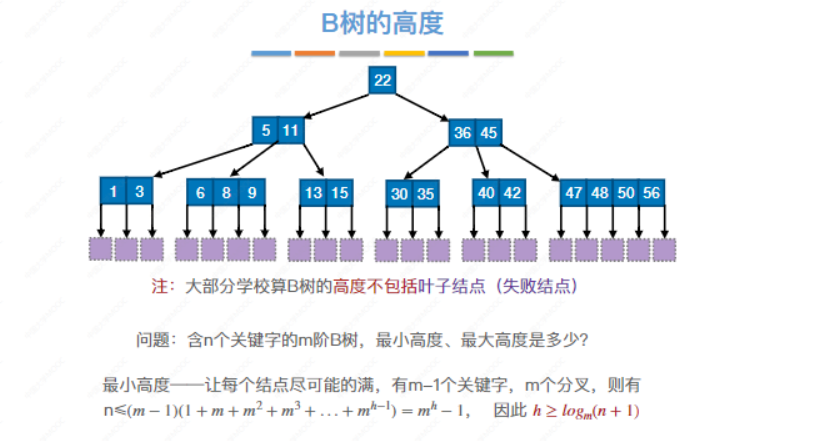 B树的高度
22
5 11
36 45
1 3
6 8 9
13 15
30 35
40 42
47 48 50 56
注：大部分学校算B树的高度不包括叶子结点（失败结点）
问题：含n个关键字的m阶B树，最小高度、最大高度是多少？
最小高度——让每个结点尽可能的满，有m−1个关键字，m个分叉，则有
n≤(m − 1)(1 + m + m² + m³ + . . . + mʰ⁻¹) = mʰ − 1， 因此 h ≥ logₘ(n + 1)